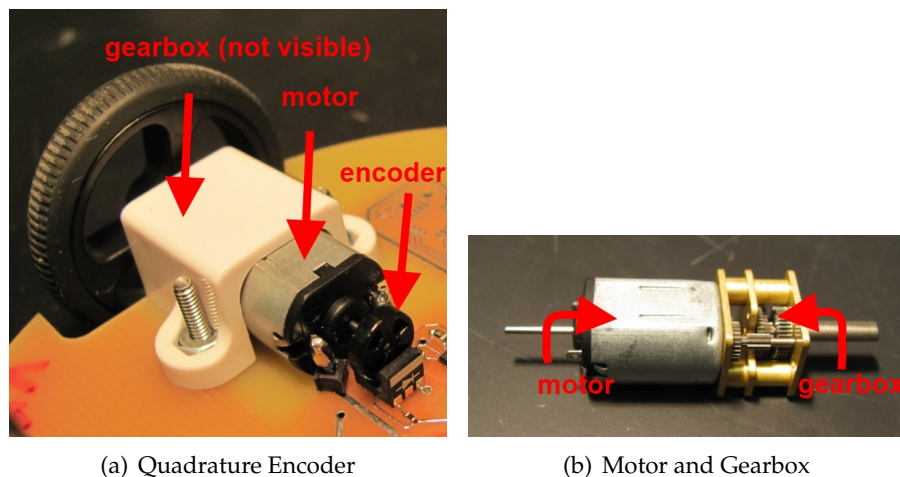 gearbox (not visible)
motor
encoder
motor
gearbox
(a) Quadrature Encoder
(b) Motor and Gearbox